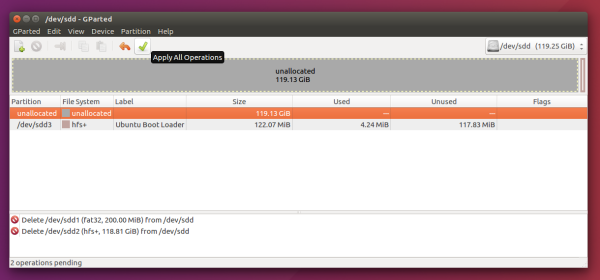 /dev/sdd - GParted
GParted Edit View Device Partition Help
/dev/sdd (119.25 GiB)
Apply All Operations
unallocated
119.13 GiB
Partition File System Label Size Used Unused Flags
unallocated unallocated 119.13 GiB --- ---
/dev/sdd3 hfs+ Ubuntu Boot Loader 122.07 MiB 4.24 MiB 117.83 MiB
Delete /dev/sdd1 (fat32, 200.00 MiB) from /dev/sdd
Delete /dev/sdd2 (hfs+, 118.81 GiB) from /dev/sdd
2 operations pending